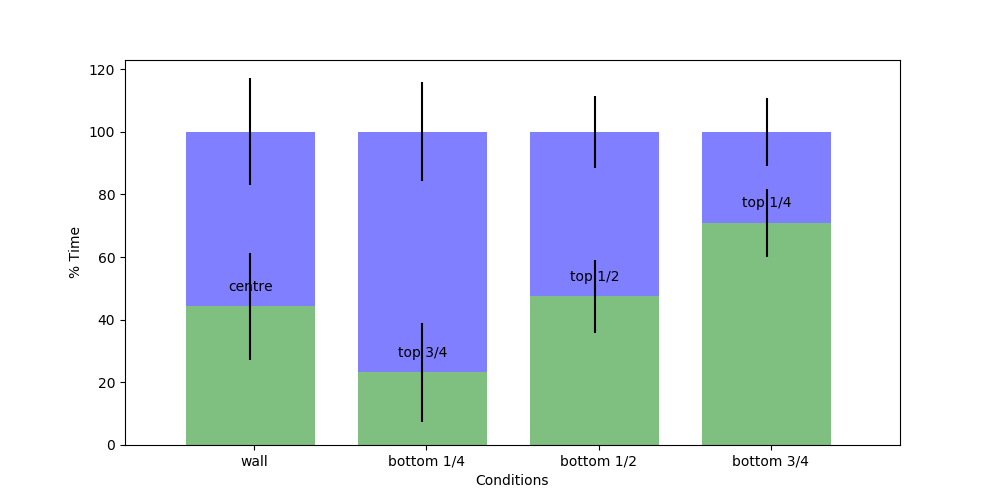 120
100
80
60
40
20
0
% Time
centre
top 3/4
top 1/2
top 1/4
wall
bottom 1/4
bottom 1/2
bottom 3/4
Conditions